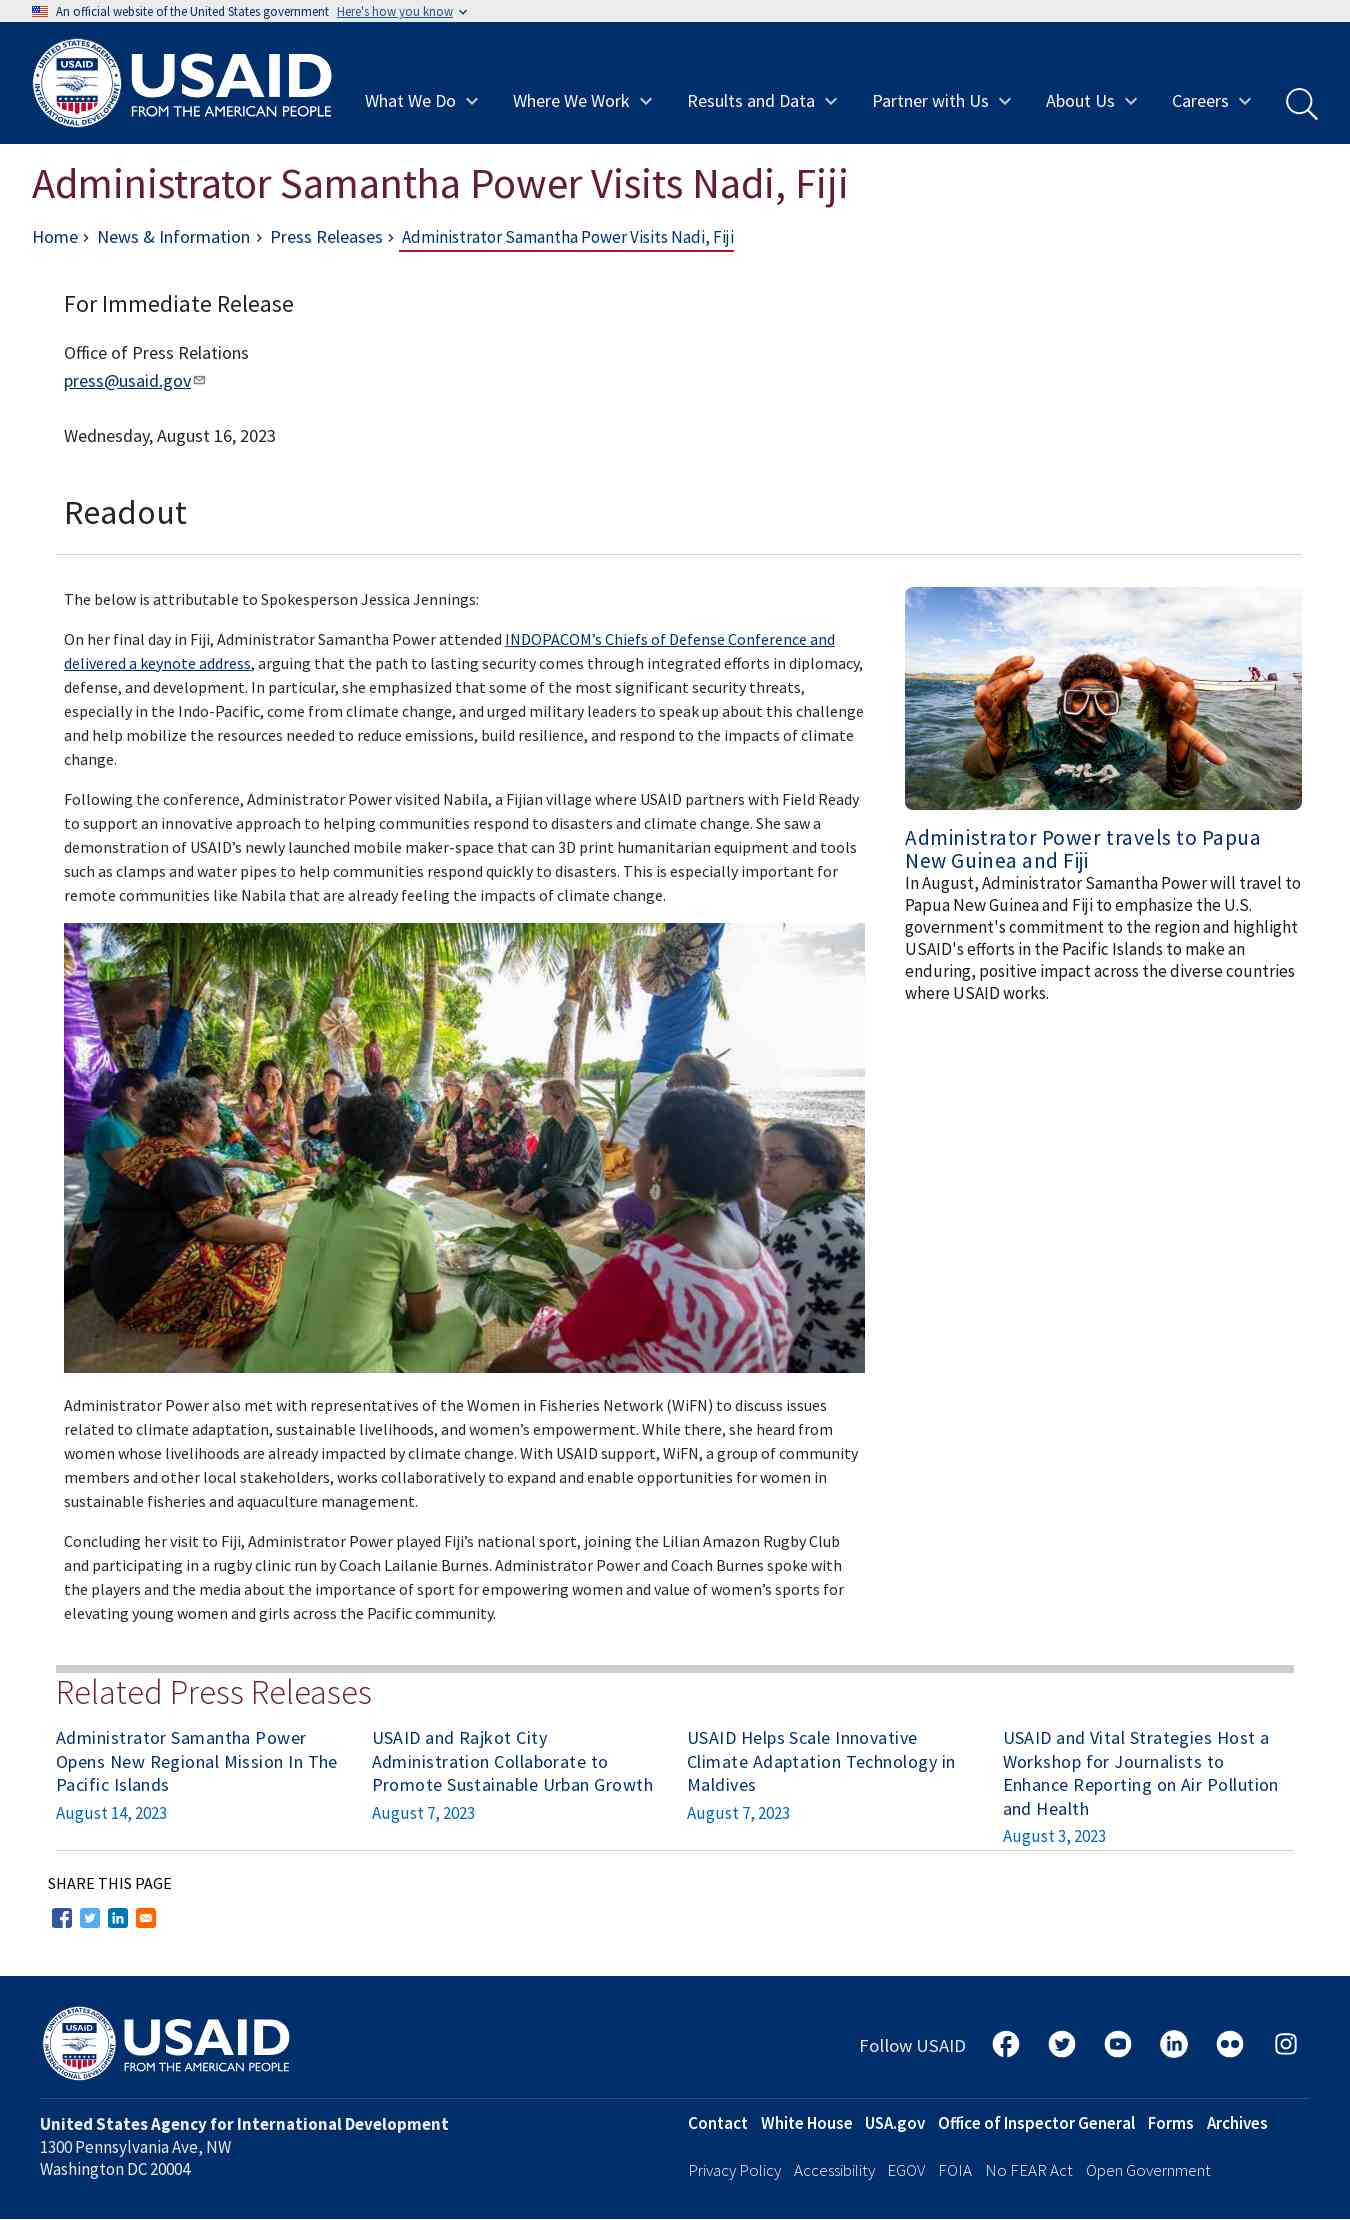 An official website of the United States government Here's how you know
UNITED STATES AGENCY
USAID
INTERNATIONAL DEVELOPMENT
USAID
FROM THE AMERICAN PEOPLE
What We Do
Where We Work
Results and Data
Partner with Us
About Us
Careers
Administrator Samantha Power Visits Nadi, Fiji
Home › News & Information › Press Releases › Administrator Samantha Power Visits Nadi, Fiji
For Immediate Release
Office of Press Relations
press@usaid.gov
Wednesday, August 16, 2023
Readout
The below is attributable to Spokesperson Jessica Jennings:
On her final day in Fiji, Administrator Samantha Power attended INDOPACOM’s Chiefs of Defense Conference and
delivered a keynote address, arguing that the path to lasting security comes through integrated efforts in diplomacy,
defense, and development. In particular, she emphasized that some of the most significant security threats,
especially in the Indo-Pacific, come from climate change, and urged military leaders to speak up about this challenge
and help mobilize the resources needed to reduce emissions, build resilience, and respond to the impacts of climate
change.
Following the conference, Administrator Power visited Nabila, a Fijian village where USAID partners with Field Ready
to support an innovative approach to helping communities respond to disasters and climate change. She saw a
demonstration of USAID’s newly launched mobile maker-space that can 3D print humanitarian equipment and tools
such as clamps and water pipes to help communities respond quickly to disasters. This is especially important for
remote communities like Nabila that are already feeling the impacts of climate change.
Administrator Power also met with representatives of the Women in Fisheries Network (WiFN) to discuss issues
related to climate adaptation, sustainable livelihoods, and women’s empowerment. While there, she heard from
women whose livelihoods are already impacted by climate change. With USAID support, WiFN, a group of community
members and other local stakeholders, works collaboratively to expand and enable opportunities for women in
sustainable fisheries and aquaculture management.
Concluding her visit to Fiji, Administrator Power played Fiji’s national sport, joining the Lilian Amazon Rugby Club
and participating in a rugby clinic run by Coach Lailanie Burnes. Administrator Power and Coach Burnes spoke with
the players and the media about the importance of sport for empowering women and value of women’s sports for
elevating young women and girls across the Pacific community.
FILA
Administrator Power travels to Papua
New Guinea and Fiji
In August, Administrator Samantha Power will travel to
Papua New Guinea and Fiji to emphasize the U.S.
government's commitment to the region and highlight
USAID's efforts in the Pacific Islands to make an
enduring, positive impact across the diverse countries
where USAID works.
Related Press Releases
Administrator Samantha Power
Opens New Regional Mission In The
Pacific Islands
August 14, 2023
USAID and Rajkot City
Administration Collaborate to
Promote Sustainable Urban Growth
August 7, 2023
USAID Helps Scale Innovative
Climate Adaptation Technology in
Maldives
August 7, 2023
USAID and Vital Strategies Host a
Workshop for Journalists to
Enhance Reporting on Air Pollution
and Health
August 3, 2023
SHARE THIS PAGE
UNITED STATES AGENCY
USAID
INTERNATIONAL DEVELOPMENT
USAID
FROM THE AMERICAN PEOPLE
Follow USAID
United States Agency for International Development
1300 Pennsylvania Ave, NW
Washington DC 20004
Contact White House USA.gov Office of Inspector General Forms Archives
Privacy Policy Accessibility EGOV FOIA No FEAR Act Open Government